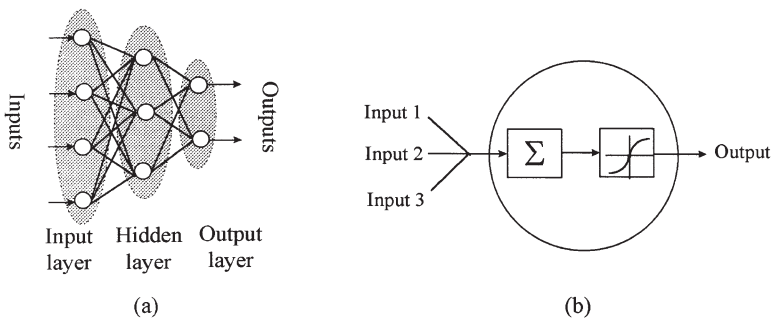 Inputs
Outputs
Input
layer
Hidden
layer
Output
layer
(a)
Input 1
Input 2
Input 3
Σ
Output
(b)